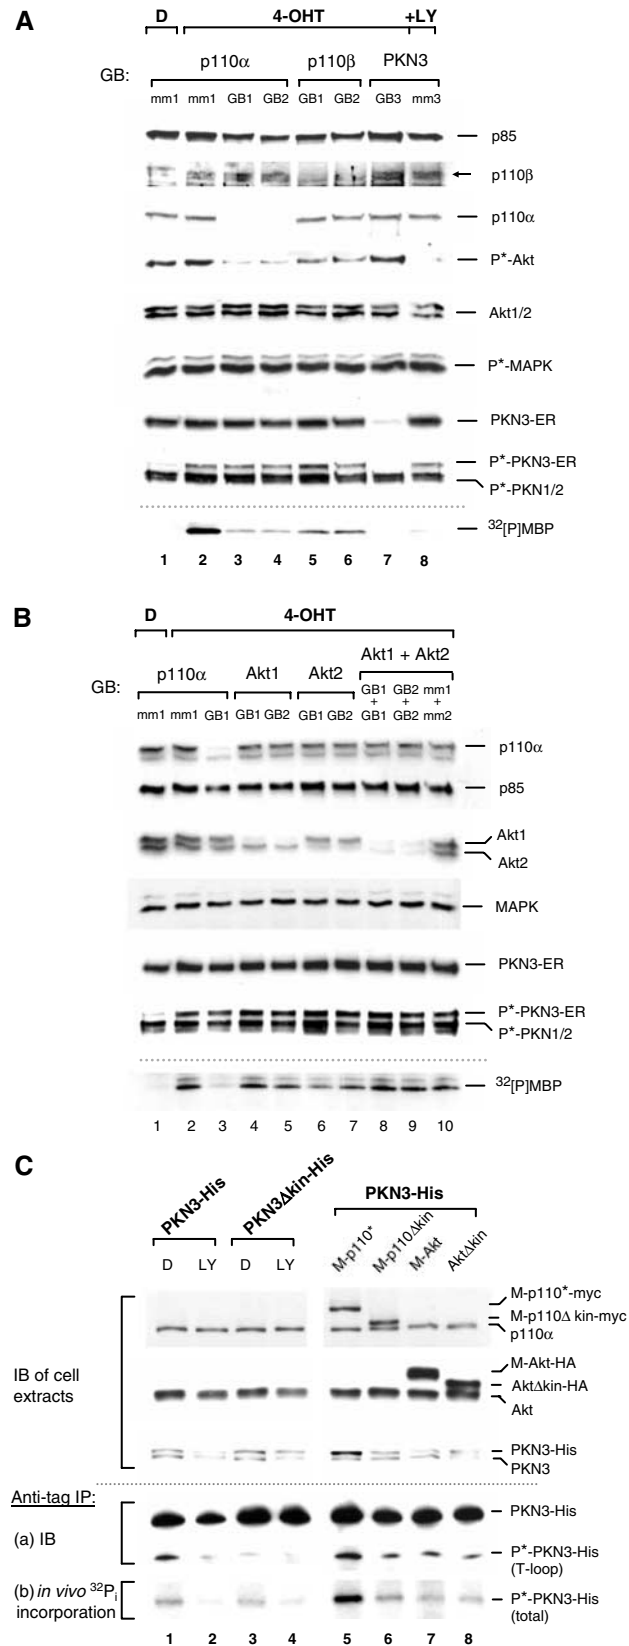 A
D 4-OHT +LY
p110α p110β PKN3
GB:
mm1 mm1 GB1 GB2 GB1 GB2 GB3 mm3
p85
p110β
p110α
P*-Akt
Akt1/2
P*-MAPK
PKN3-ER
P*-PKN3-ER
P*-PKN1/2
32[P]MBP
1 2 3 4 5 6 7 8
B
D 4-OHT
Akt1 + Akt2
p110α Akt1 Akt2
GB:
GB1 GB2 mm1
+ + +
mm1 mm1 GB1 GB1 GB2 GB1 GB2 GB1 GB2 mm2
p110α
p85
Akt1
Akt2
MAPK
PKN3-ER
P*-PKN3-ER
P*-PKN1/2
32[P]MBP
1 2 3 4 5 6 7 8 9 10
C
PKN3-His PKN3Δkin-His PKN3-His
D LY D LY M-p110* M-p110Δkin M-Akt AktΔkin
M-p110*-myc
M-p110Δ kin-myc
p110α
IB of cell
extracts
M-Akt-HA
AktΔkin-HA
Akt
PKN3-His
PKN3
Anti-tag IP:
PKN3-His
(a) IB
P*-PKN3-His
(T-loop)
(b) in vivo 32Pi
incorporation
P*-PKN3-His
(total)
1 2 3 4 5 6 7 8